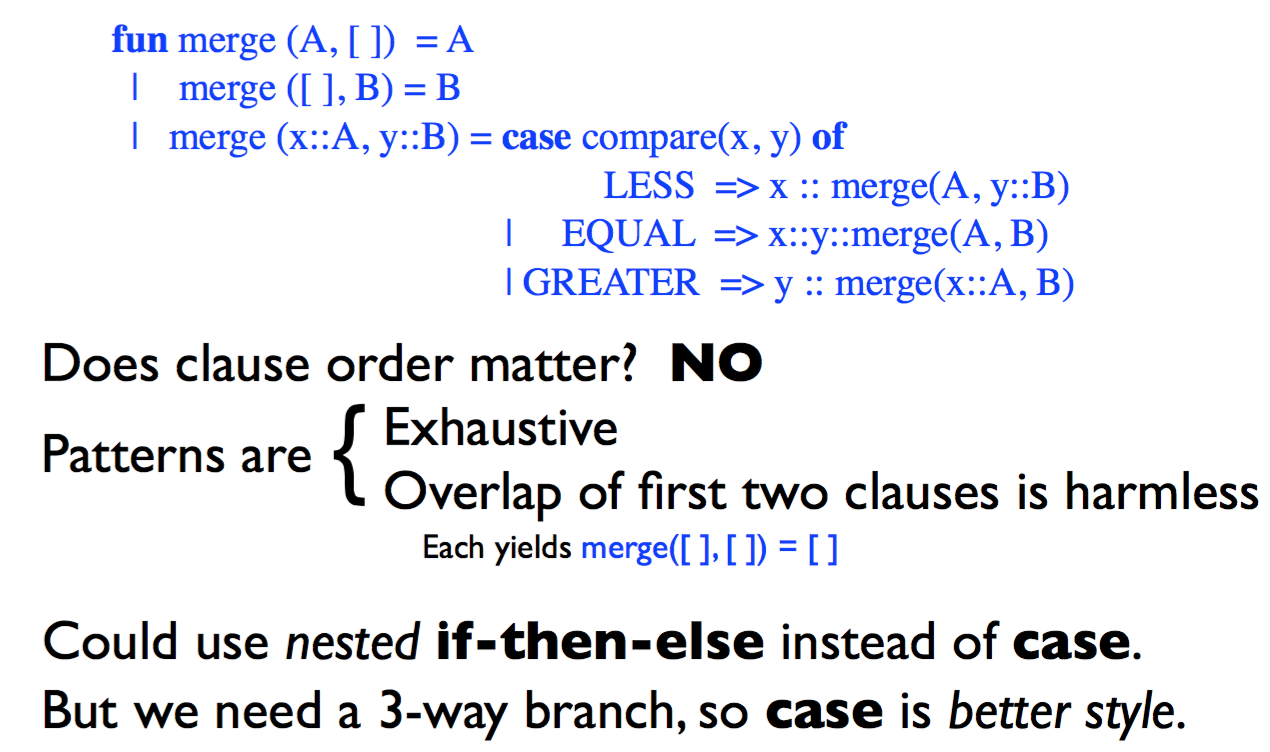 fun merge (A, [ ]) = A
| merge ([ ], B) = B
| merge (x::A, y::B) = case compare(x, y) of
LESS => x :: merge(A, y::B)
| EQUAL => x::y::merge(A, B)
| GREATER => y :: merge(x::A, B)
Does clause order matter? NO
Patterns are { Exhaustive
Overlap of first two clauses is harmless
Each yields merge([ ], [ ]) = [ ]
Could use nested if-then-else instead of case.
But we need a 3-way branch, so case is better style.